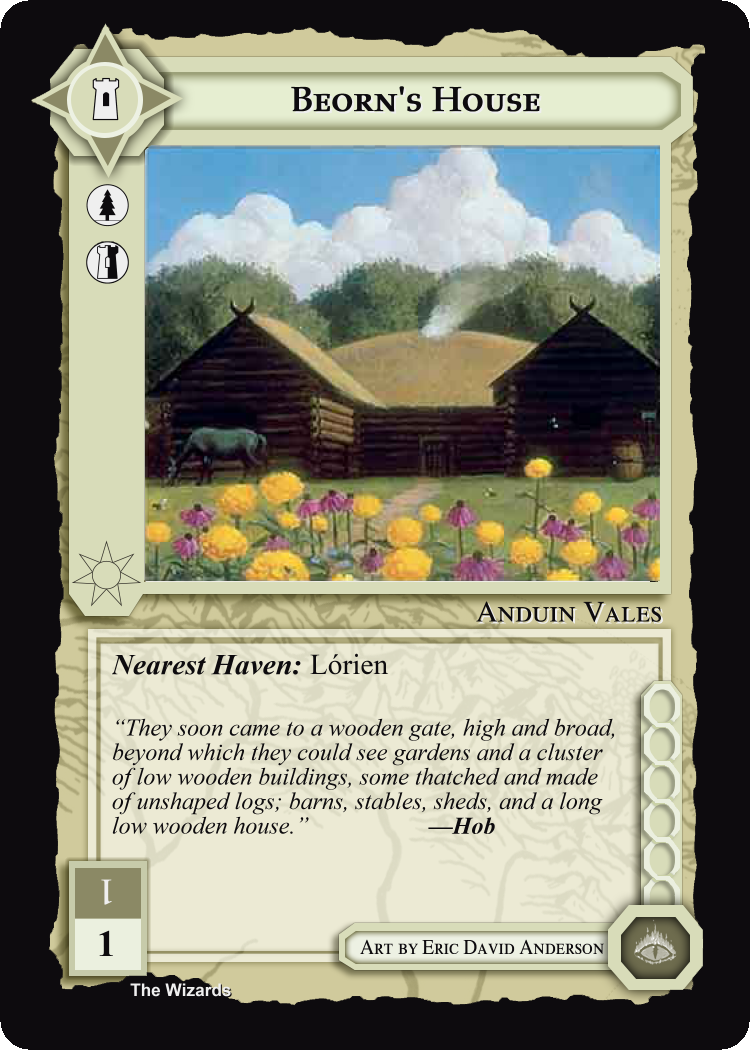 Beorn's House
Anduin Vales
Nearest Haven: Lórien
“They soon came to a wooden gate, high and broad,
beyond which they could see gardens and a cluster
of low wooden buildings, some thatched and made
of unshaped logs; barns, stables, sheds, and a long
low wooden house.” —Hob
1
1
Art by Eric David Anderson
The Wizards